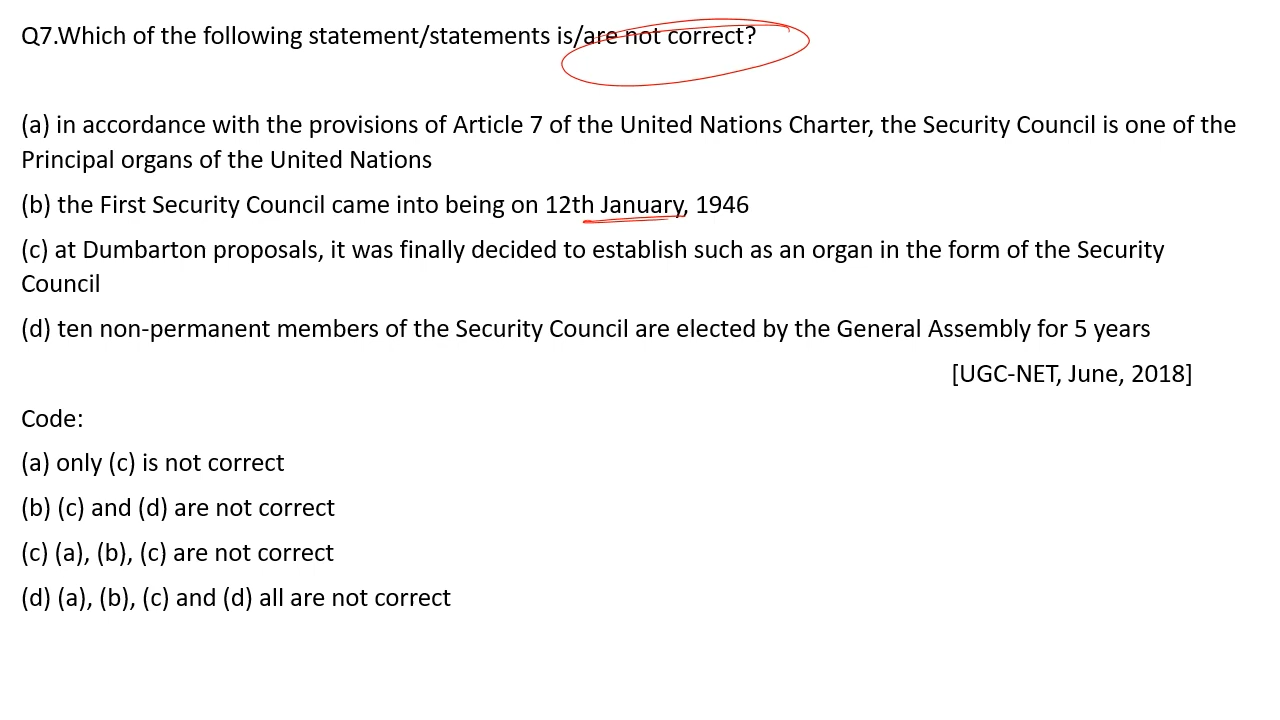 Q7.Which of the following statement/statements is/are not correct?
(a) in accordance with the provisions of Article 7 of the United Nations Charter, the Security Council is one of the
Principal organs of the United Nations
(b) the First Security Council came into being on 12th January, 1946
(c) at Dumbarton proposals, it was finally decided to establish such as an organ in the form of the Security
Council
(d) ten non-permanent members of the Security Council are elected by the General Assembly for 5 years
[UGC-NET, June, 2018]
Code:
(a) only (c) is not correct
(b) (c) and (d) are not correct
(c) (a), (b), (c) are not correct
(d) (a), (b), (c) and (d) all are not correct